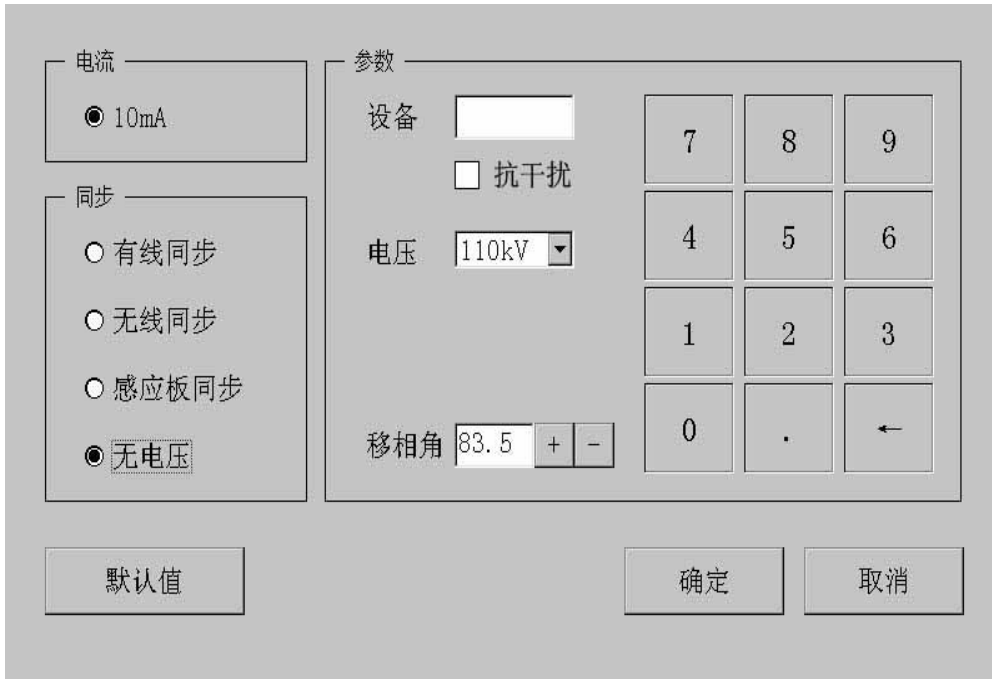 电流
10mA
同步
有线同步
无线同步
感应板同步
无电压
参数
设备
抗干扰
电压 110kV
移相角 83.5 + -
7 8 9
4 5 6
1 2 3
0 . ←
默认值 确定 取消